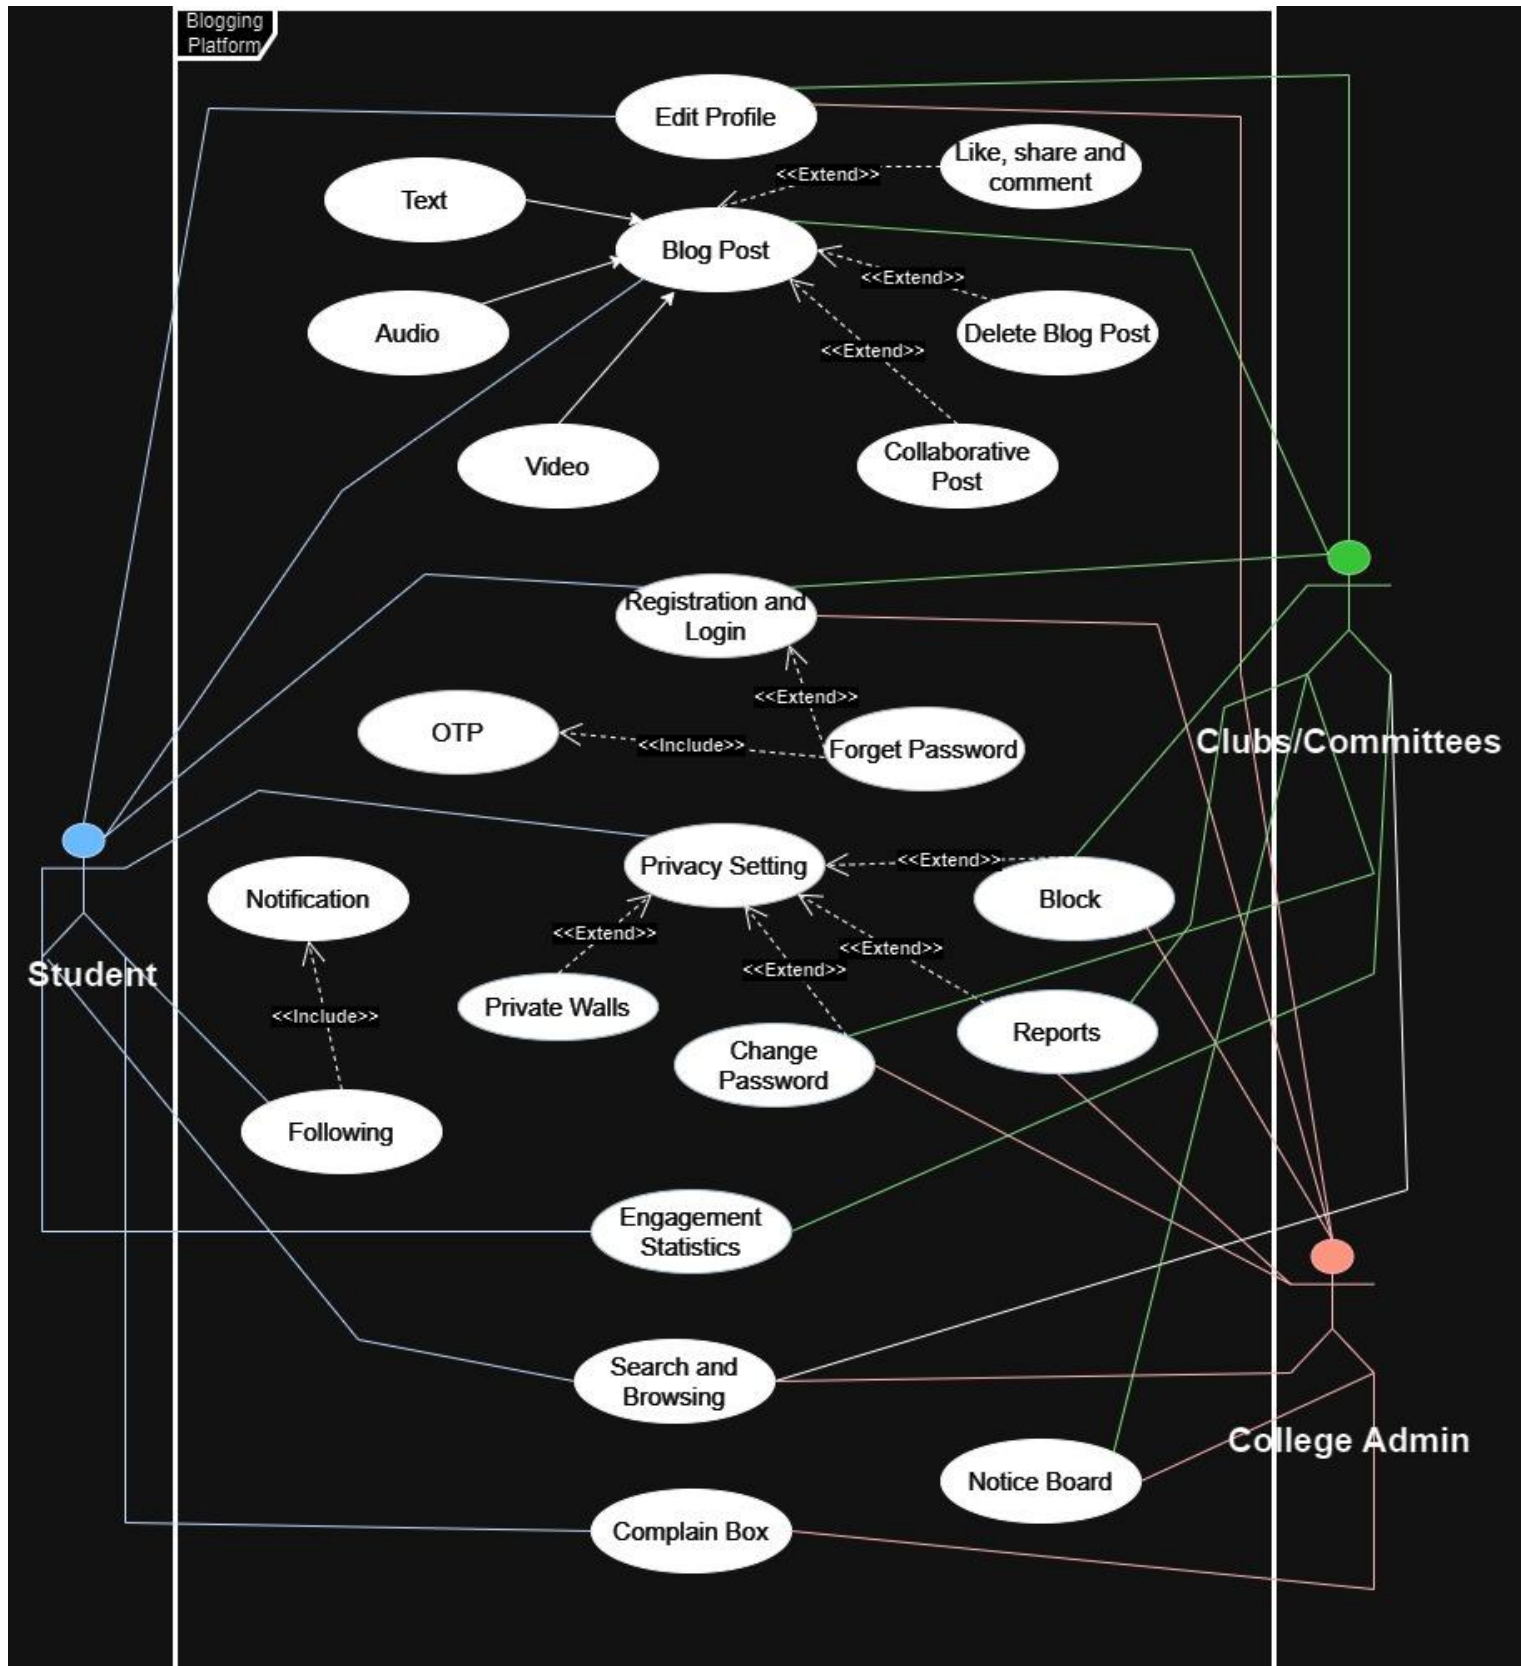 Blogging
Platform
Edit Profile
Like, share and
comment
<<Extend>>
Text
Blog Post
<<Extend>>
Audio
Delete Blog Post
<<Extend>>
Video
Collaborative
Post
Registration and
Login
<<Extend>>
OTP
<<Include>>
Forget Password
Clubs/Committees
Privacy Setting
<<Extend>>
Notification
Block
<<Extend>>
<<Extend>>
<<Extend>>
Student
Private Walls
<<Include>>
Reports
Change
Password
Following
Engagement
Statistics
Search and
Browsing
College Admin
Notice Board
Complain Box